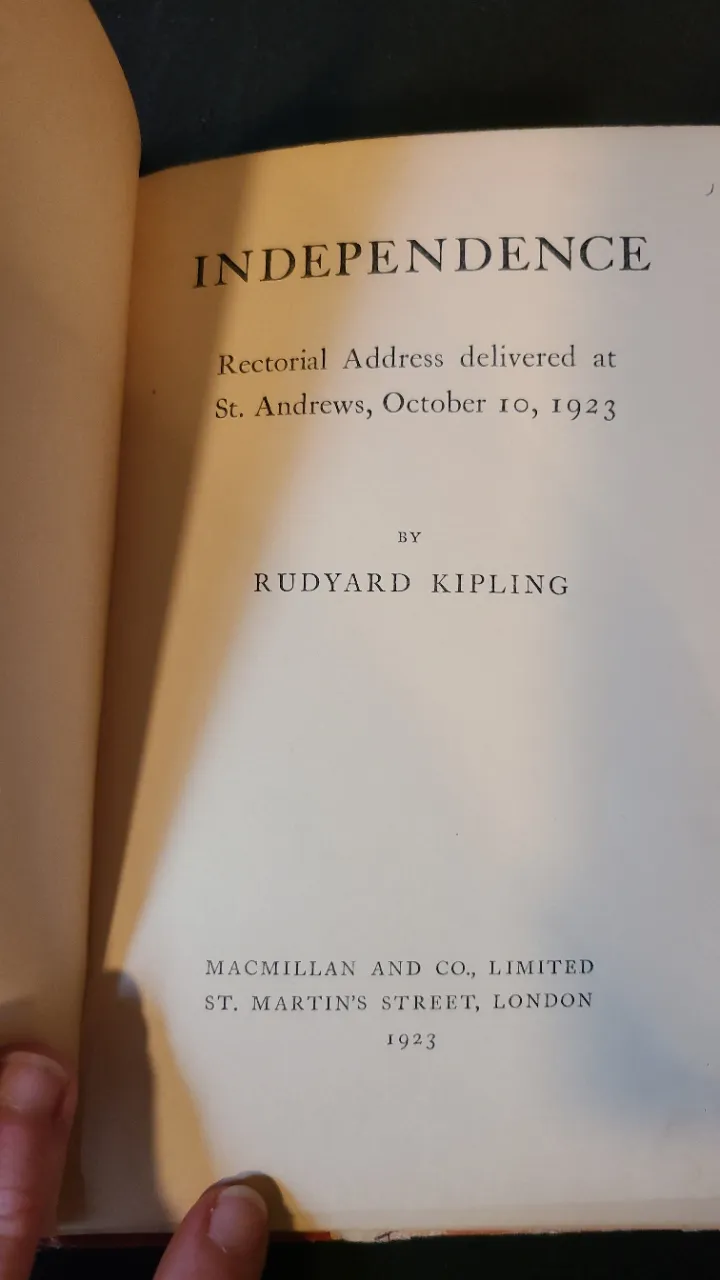 INDEPENDENCE
Rectorial Address delivered at
St. Andrews, October 10, 1923
BY
RUDYARD KIPLING
MACMILLAN AND CO., LIMITED
ST. MARTIN'S STREET, LONDON
1923